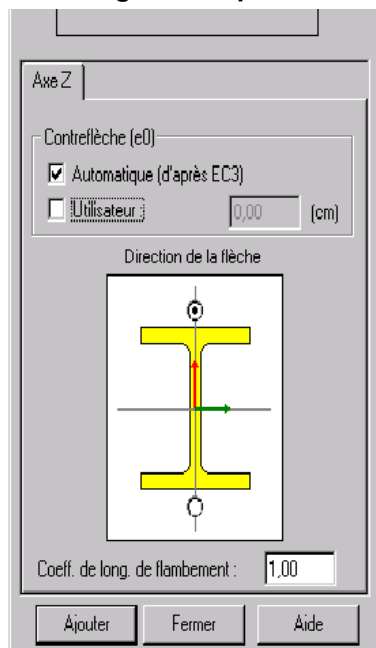 Axe Z
Contreflèche (e0)
Automatique (d'après EC3)
Utilisateur : 0,00 (cm)
Direction de la flèche
Coeff. de long. de flambement : 1,00
Ajouter Fermer Aide